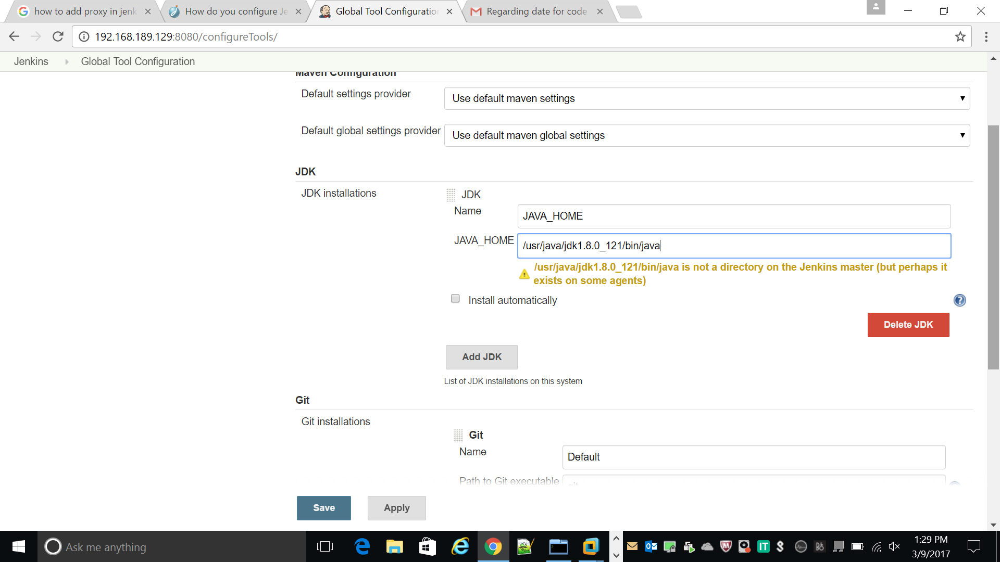 how to add proxy in jenk
How do you configure Je
Global Tool Configuration
Regarding date for code
192.168.189.129:8080/configureTools/
Jenkins
Global Tool Configuration
Maven Configuration
Default settings provider
Use default maven settings
Default global settings provider
Use default maven global settings
JDK
JDK installations
JDK
Name
JAVA_HOME
JAVA_HOME
/usr/java/jdk1.8.0_121/bin/java
/usr/java/jdk1.8.0_121/bin/java is not a directory on the Jenkins master (but perhaps it
exists on some agents)
Install automatically
Delete JDK
Add JDK
List of JDK installations on this system
Git
Git installations
Git
Name
Default
Path to Git executable
git
Save
Apply
Ask me anything
IT
1:29 PM
3/9/2017